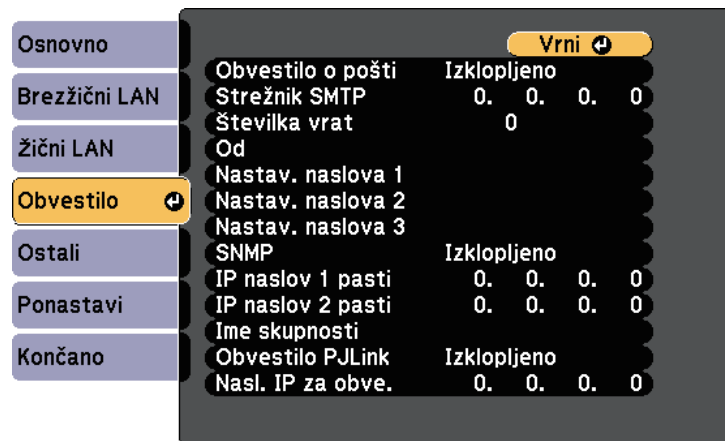 Osnovno
Brezžični LAN
Žični LAN
Obvestilo
Ostali
Ponastavi
Končano
Vrni
Obvestilo o pošti Izklopljeno
Strežnik SMTP 0. 0. 0. 0
Številka vrat 0
Od
Nastav. naslova 1
Nastav. naslova 2
Nastav. naslova 3
SNMP Izklopljeno
IP naslov 1 pasti 0. 0. 0. 0
IP naslov 2 pasti 0. 0. 0. 0
Ime skupnosti
Obvestilo PJLink Izklopljeno
Nasl. IP za obve. 0. 0. 0. 0